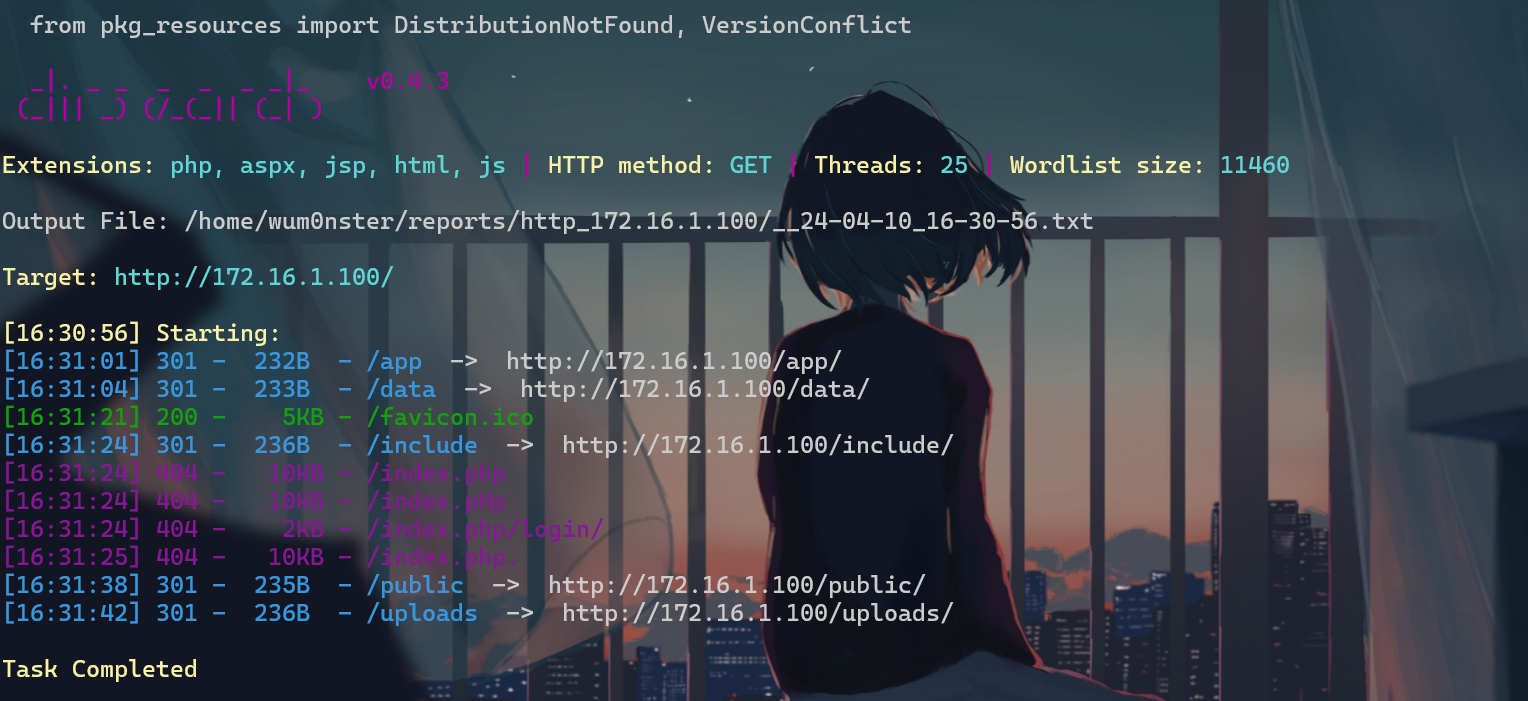 from pkg_resources import DistributionNotFound, VersionConflict
  _|. _ _  _  _  _ _|_    v0.4.3
 (_||| _) (/_(_|| (_| )
Extensions: php, aspx, jsp, html, js | HTTP method: GET | Threads: 25 | Wordlist size: 11460
Output File: /home/wum0nster/reports/http_172.16.1.100/__24-04-10_16-30-56.txt
Target: http://172.16.1.100/
[16:30:56] Starting:
[16:31:01] 301 -  232B  - /app  ->  http://172.16.1.100/app/
[16:31:04] 301 -  233B  - /data  ->  http://172.16.1.100/data/
[16:31:21] 200 -    5KB - /favicon.ico
[16:31:24] 301 -  236B  - /include  ->  http://172.16.1.100/include/
[16:31:24] 404 -   10KB - /index.php
[16:31:24] 404 -   10KB - /index.pHp
[16:31:24] 404 -    2KB - /index.php/login/
[16:31:25] 404 -   10KB - /index.php.
[16:31:38] 301 -  235B  - /public  ->  http://172.16.1.100/public/
[16:31:42] 301 -  236B  - /uploads  ->  http://172.16.1.100/uploads/
Task Completed